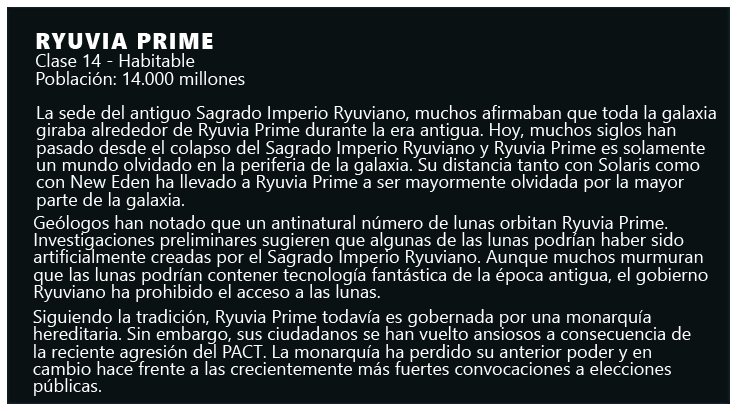 RYUVIA PRIME
Clase 14 - Habitable
Población: 14.000 millones
La sede del antiguo Sagrado Imperio Ryuviano, muchos afirmaban que toda la galaxia
giraba alrededor de Ryuvia Prime durante la era antigua. Hoy, muchos siglos han
pasado desde el colapso del Sagrado Imperio Ryuviano y Ryuvia Prime es solamente
un mundo olvidado en la periferia de la galaxia. Su distancia tanto con Solaris como
con New Eden ha llevado a Ryuvia Prime a ser mayormente olvidada por la mayor
parte de la galaxia.
Geólogos han notado que un antinatural número de lunas orbitan Ryuvia Prime.
Investigaciones preliminares sugieren que algunas de las lunas podrían haber sido
artificialmente creadas por el Sagrado Imperio Ryuviano. Aunque muchos murmuran
que las lunas podrían contener tecnología fantástica de la época antigua, el gobierno
Ryuviano ha prohibido el acceso a las lunas.
Siguiendo la tradición, Ryuvia Prime todavía es gobernada por una monarquía
hereditaria. Sin embargo, sus ciudadanos se han vuelto ansiosos a consecuencia de
la reciente agresión del PACT. La monarquía ha perdido su anterior poder y en
cambio hace frente a las crecientemente más fuertes convocaciones a elecciones
públicas.